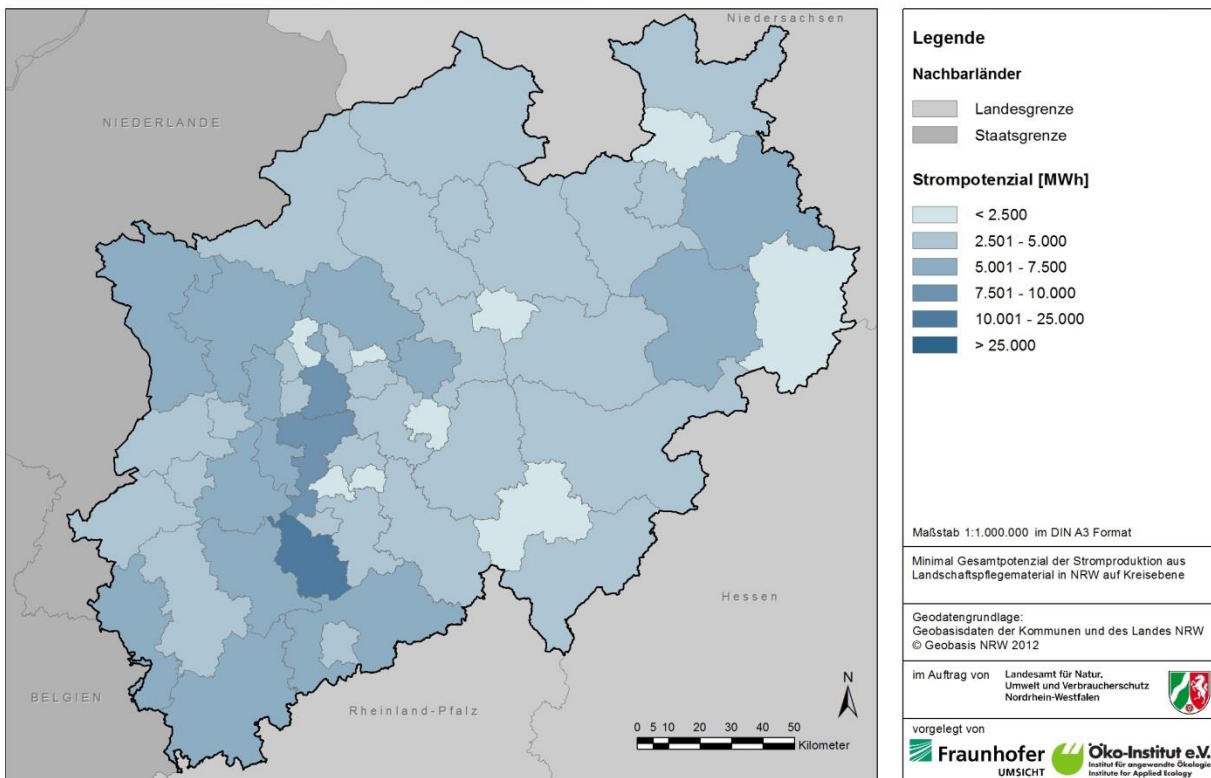 Niedersachsen
NIEDERLANDE
BELGIEN
Rheinland-Pfalz
Hessen
N
0 5 10 20 30 40 50
Kilometer
Legende
Nachbarländer
Landesgrenze
Staatsgrenze
Strompotenzial [MWh]
< 2.500
2.501 - 5.000
5.001 - 7.500
7.501 - 10.000
10.001 - 25.000
> 25.000
Maßstab 1:1.000.000 im DIN A3 Format
Minimal Gesamtpotenzial der Stromproduktion aus
Landschaftspflegematerial in NRW auf Kreisebene
Geodatengrundlage:
Geobasisdaten der Kommunen und des Landes NRW
© Geobasis NRW 2012
im Auftrag von
Landesamt für Natur,
Umwelt und Verbraucherschutz
Nordrhein-Westfalen
vorgelegt von
Fraunhofer
UMSICHT
Öko-Institut e.V.
Institut für angewandte Ökologie
Institute for Applied Ecology